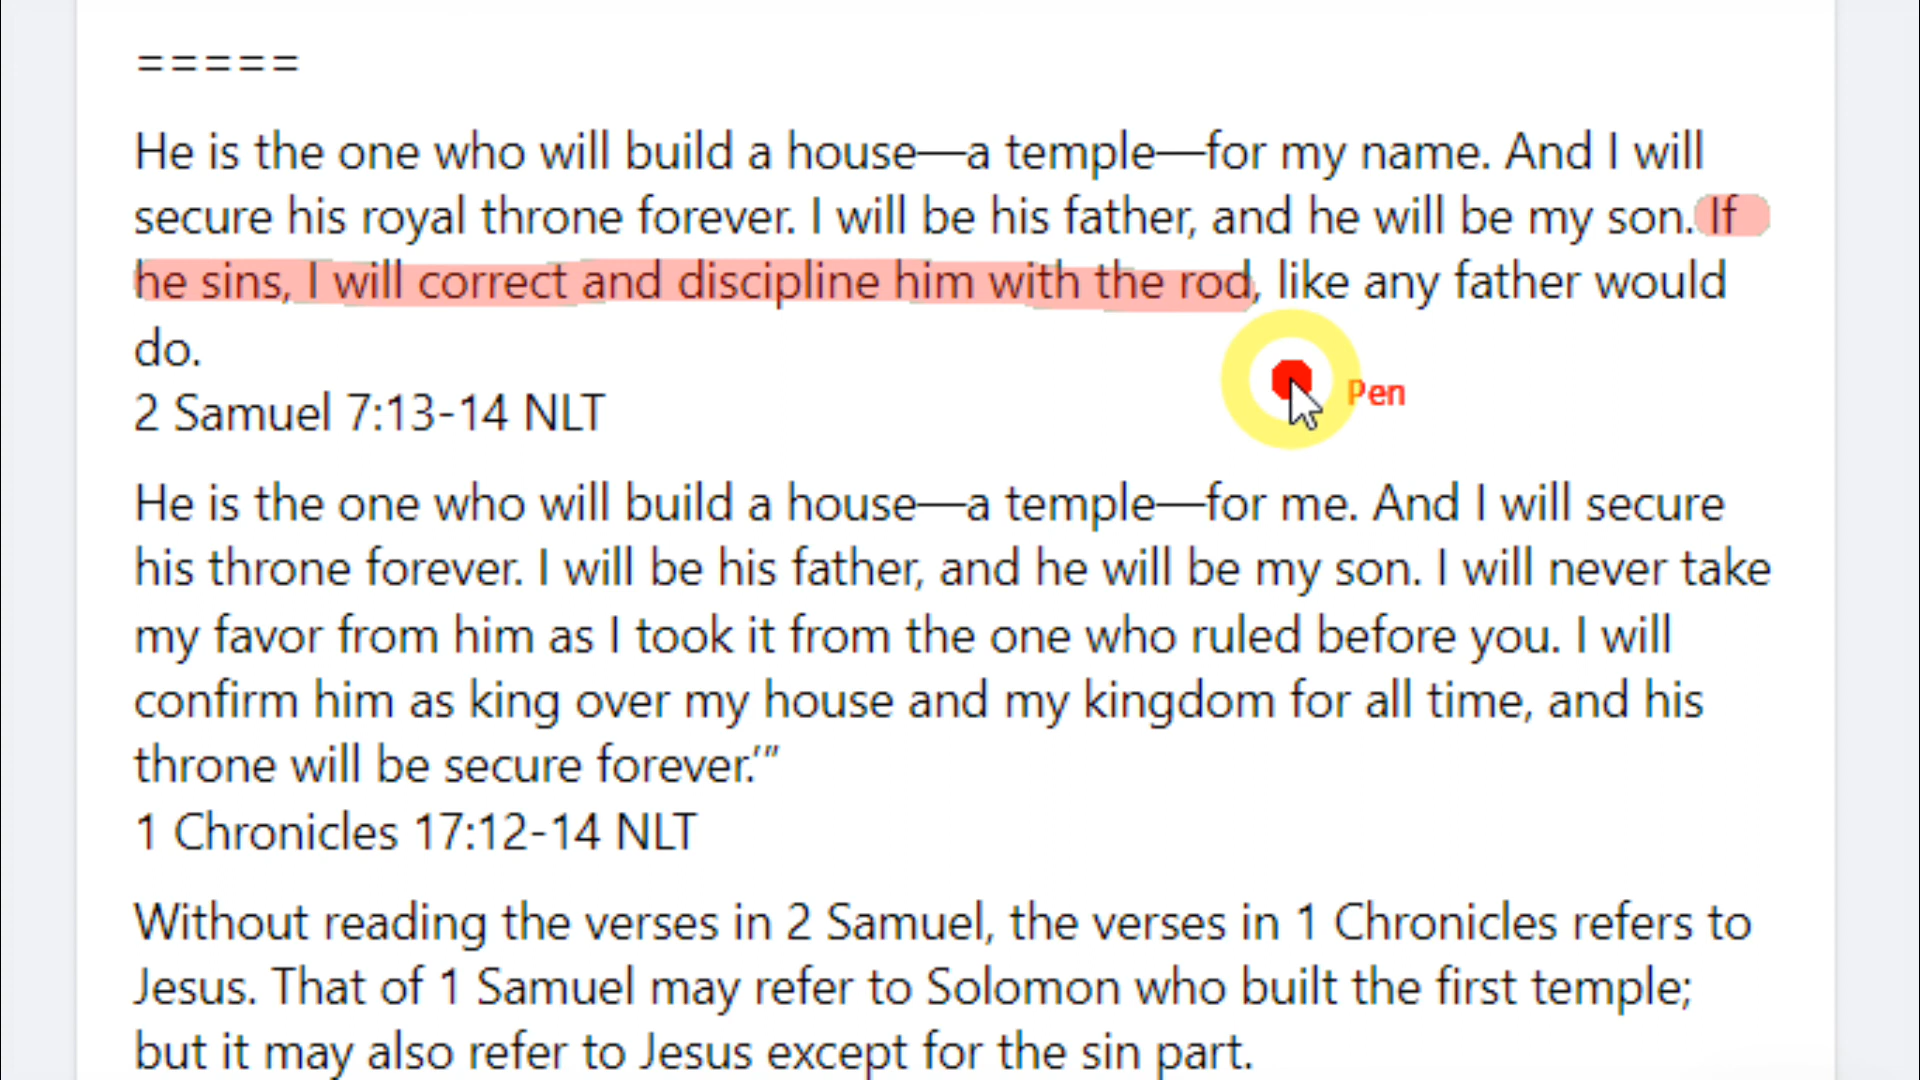 =====
He is the one who will build a house—a temple—for my name. And I will
secure his royal throne forever. I will be his father, and he will be my son. If
he sins, I will correct and discipline him with the rod, like any father would
do.
Pen
2 Samuel 7:13-14 NLT
He is the one who will build a house—a temple—for me. And I will secure
his throne forever. I will be his father, and he will be my son. I will never take
my favor from him as I took it from the one who ruled before you. I will
confirm him as king over my house and my kingdom for all time, and his
throne will be secure forever.’”
1 Chronicles 17:12-14 NLT
Without reading the verses in 2 Samuel, the verses in 1 Chronicles refers to
Jesus. That of 1 Samuel may refer to Solomon who built the first temple;
but it may also refer to Jesus except for the sin part.